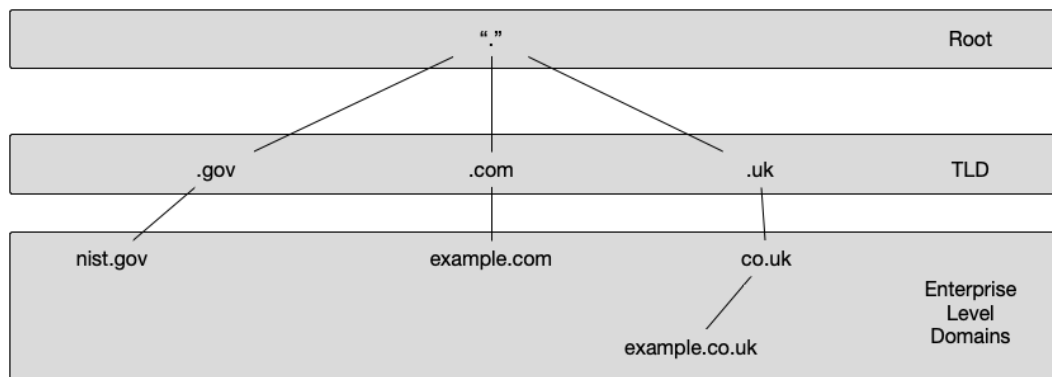 “.”
Root
.gov
.com
.uk
TLD
nist.gov
example.com
co.uk
Enterprise
Level
Domains
example.co.uk